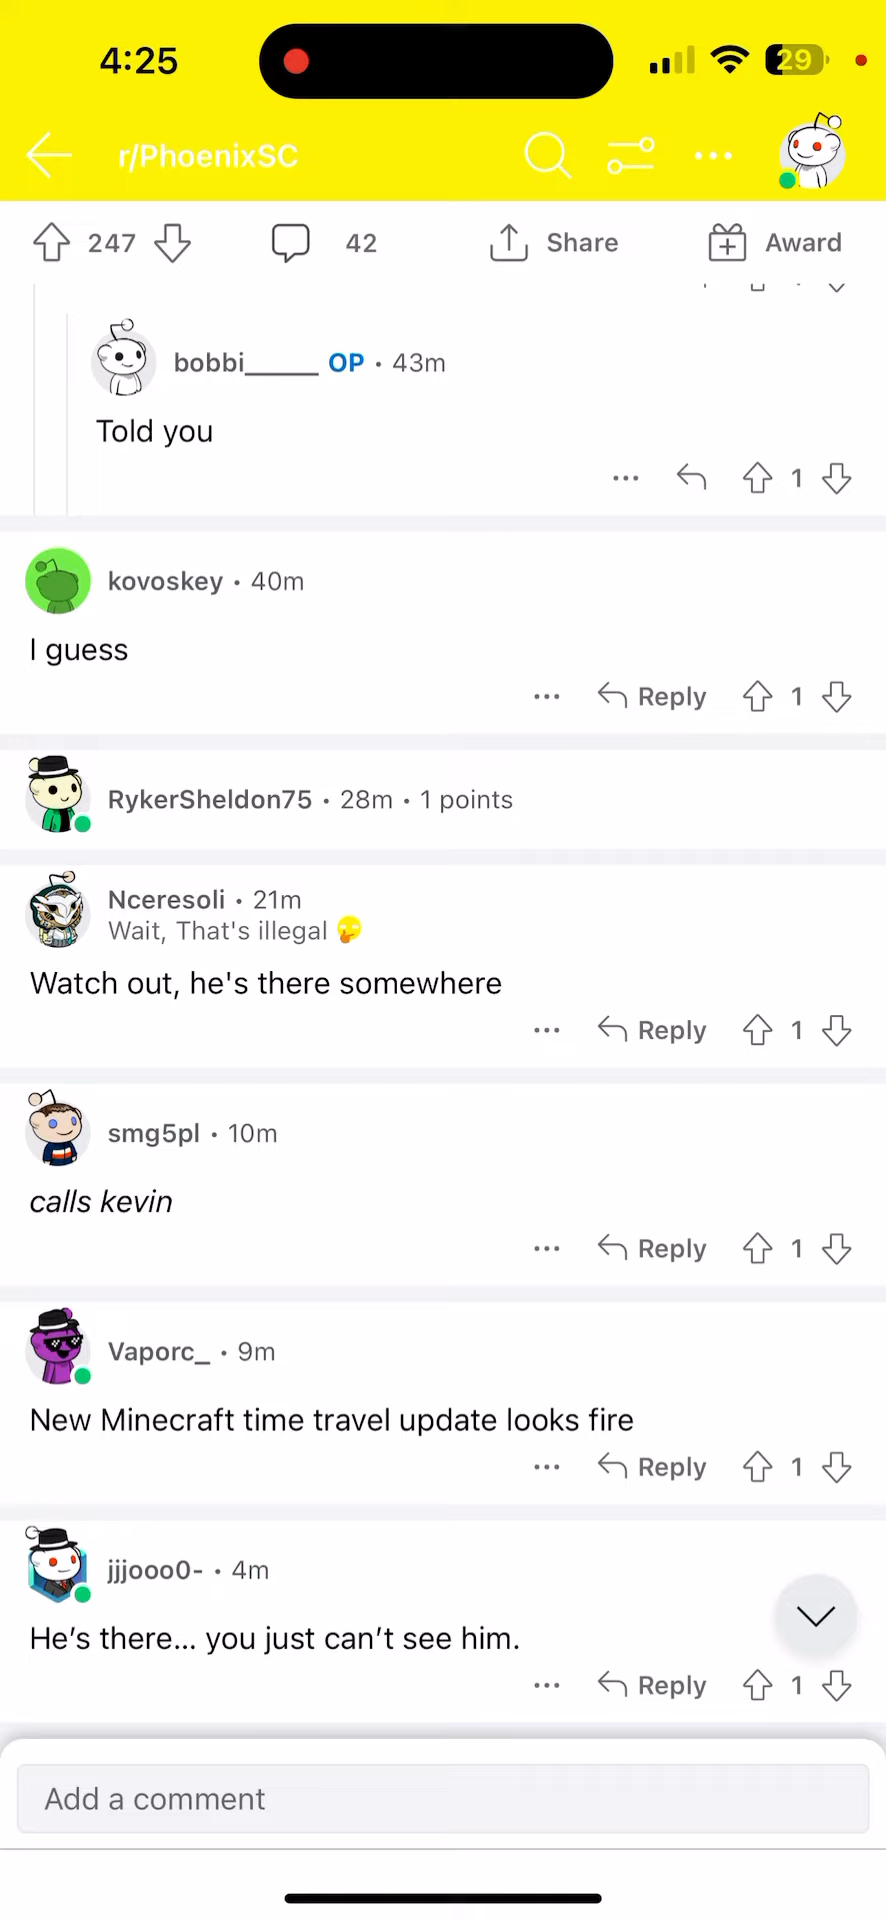 4:25
29
r/PhoenixSC
247
42
Share
Award
bobbi_____ OP • 43m
Told you
1
kovoskey • 40m
I guess
Reply
1
RykerSheldon75 • 28m • 1 points
Nceresoli • 21m
Wait, That's illegal 🤔
Watch out, he's there somewhere
Reply
1
smg5pl • 10m
calls kevin
Reply
1
Vaporc_ • 9m
New Minecraft time travel update looks fire
Reply
1
jjjooo0- • 4m
He's there... you just can't see him.
Reply
1
Add a comment